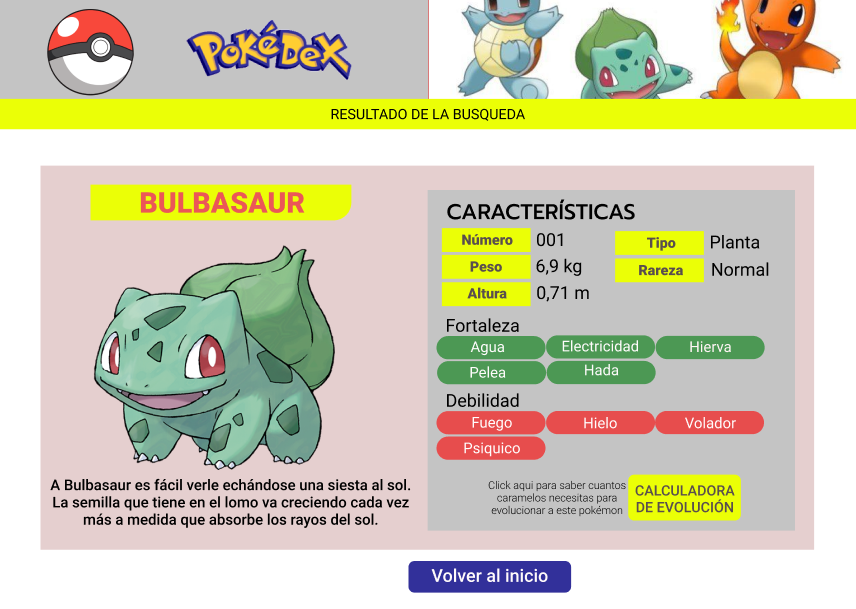 POKéDEX
RESULTADO DE LA BUSQUEDA
BULBASAUR
A Bulbasaur es fácil verle echándose una siesta al sol.
La semilla que tiene en el lomo va creciendo cada vez
más a medida que absorbe los rayos del sol.
CARACTERÍSTICAS
Número 001
Peso 6,9 kg
Altura 0,71 m
Tipo Planta
Rareza Normal
Fortaleza
Agua Electricidad Hierva
Pelea Hada
Debilidad
Fuego Hielo Volador
Psiquico
Click aqui para saber cuantos
caramelos necesitas para
evolucionar a este pokémon
CALCULADORA
DE EVOLUCIÓN
Volver al inicio